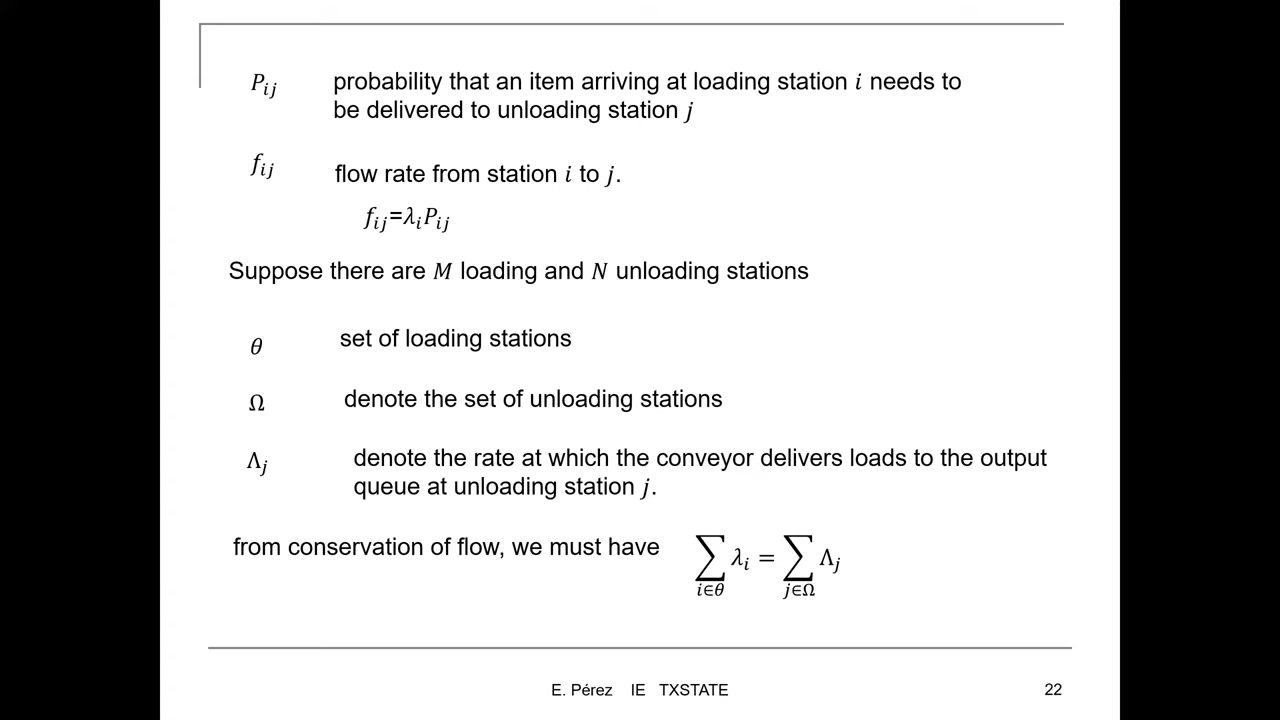 P_{ij} probability that an item arriving at loading station i needs to
be delivered to unloading station j
f_{ij} flow rate from station i to j.
f_{ij}=λ_iP_{ij}
Suppose there are M loading and N unloading stations
θ set of loading stations
Ω denote the set of unloading stations
Λ_j denote the rate at which the conveyor delivers loads to the output
queue at unloading station j.
from conservation of flow, we must have ∑_{i∈θ} λ_i = ∑_{j∈Ω} Λ_j
E. Pérez IE TXSTATE 22